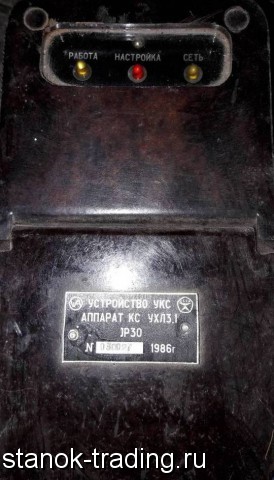 РАБОТА НАСТРОЙКА СЕТЬ
УСТРОЙСТВО УКС
АППАРАТ КС УХЛ3.1
JP30
N 1986г
stanok-trading.ru